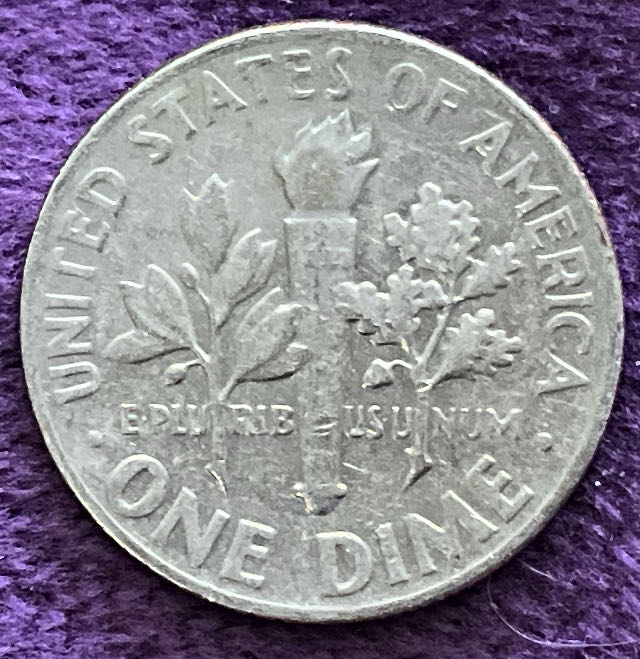 UNITED STATES OF AMERICA
E·PLURIBUS UNUM
· ONE DIME ·